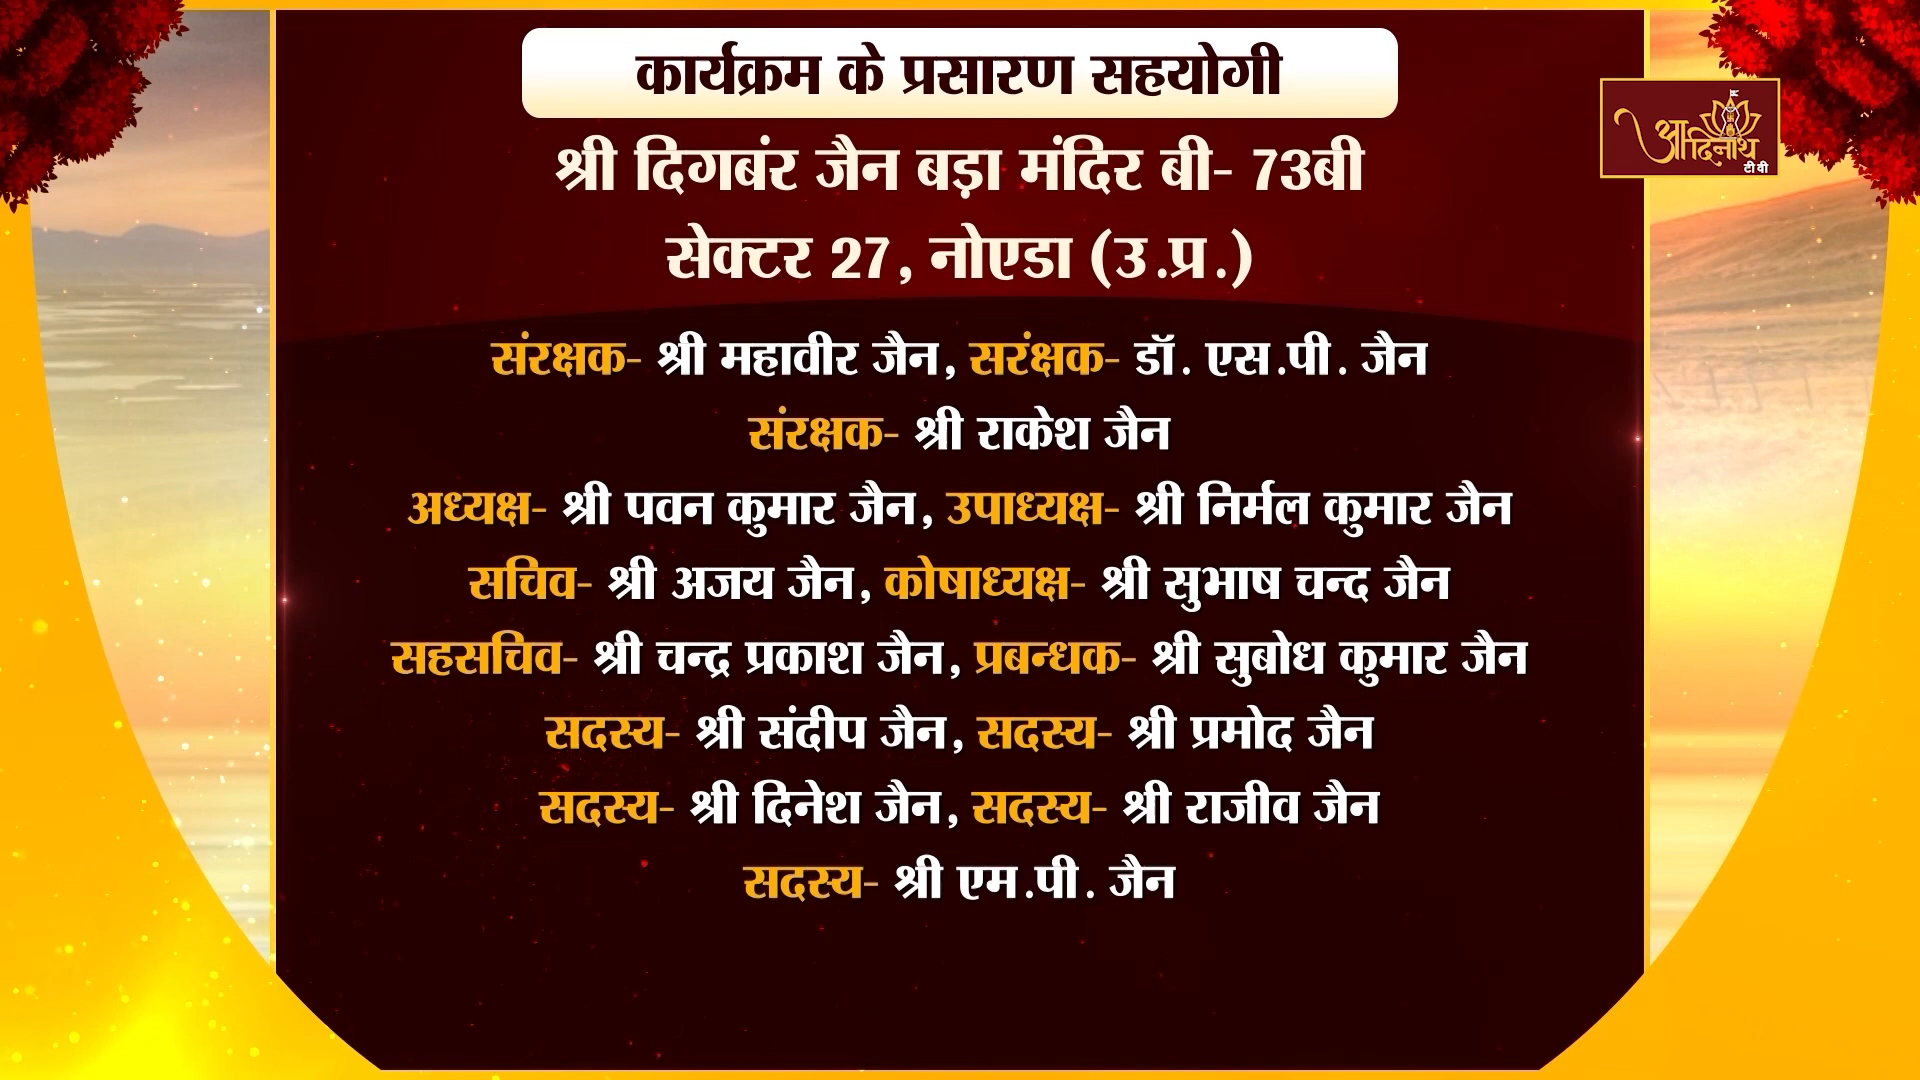 कार्यक्रम के प्रसारण सहयोगी
श्री दिगबंर जैन बड़ा मंदिर बी- 73बी
सेक्टर 27, नोएडा (उ.प्र.)
आदिनाथ
टीवी
संरक्षक- श्री महावीर जैन, सरंक्षक- डॉ. एस.पी. जैन
संरक्षक- श्री राकेश जैन
अध्यक्ष- श्री पवन कुमार जैन, उपाध्यक्ष- श्री निर्मल कुमार जैन
सचिव- श्री अजय जैन, कोषाध्यक्ष- श्री सुभाष चन्द जैन
सहसचिव- श्री चन्द्र प्रकाश जैन, प्रबन्धक- श्री सुबोध कुमार जैन
सदस्य- श्री संदीप जैन, सदस्य- श्री प्रमोद जैन
सदस्य- श्री दिनेश जैन, सदस्य- श्री राजीव जैन
सदस्य- श्री एम.पी. जैन